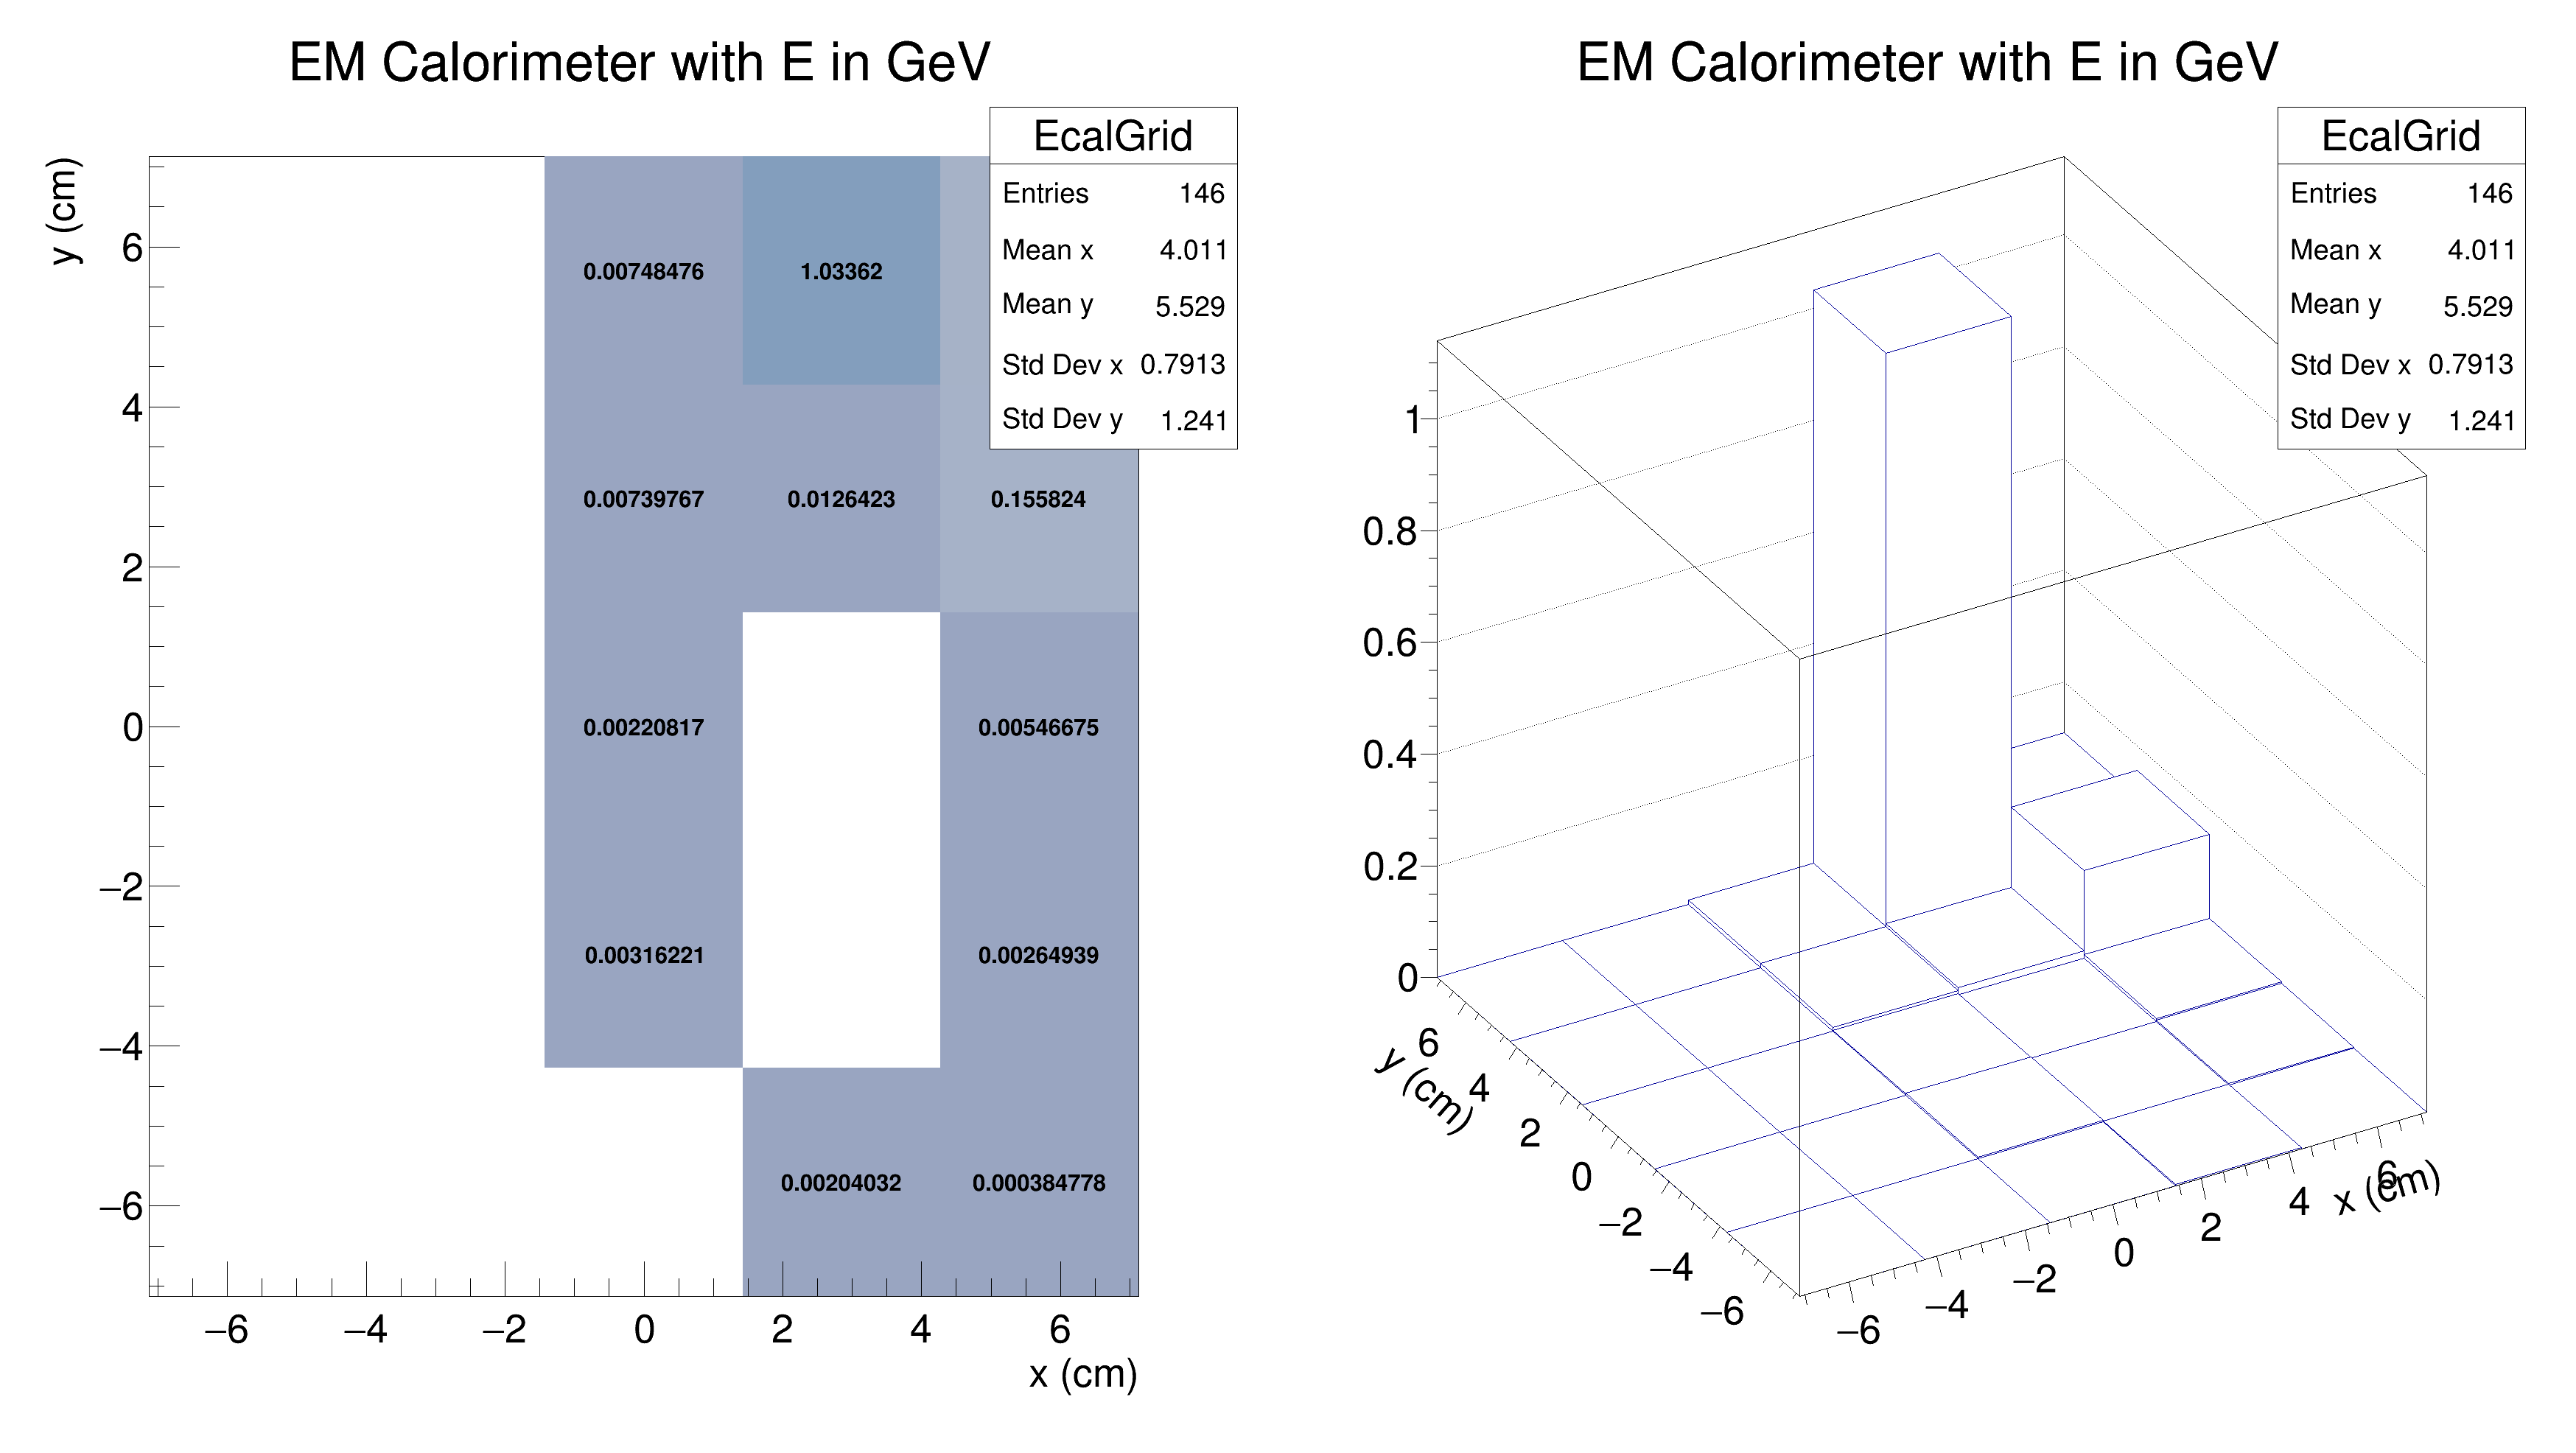 EM Calorimeter with E in GeV
EcalGrid
Entries 146
Mean x 4.011
Mean y 5.529
Std Dev x 0.7913
Std Dev y 1.241
y (cm)
6
4
2
0
−2
−4
−6
0.00748476 1.03362
0.00739767 0.0126423 0.155824
0.00220817 0.00546675
0.00316221 0.00264939
0.00204032 0.000384778
−6 −4 −2 0 2 4 6
x (cm)
EM Calorimeter with E in GeV
EcalGrid
Entries 146
Mean x 4.011
Mean y 5.529
Std Dev x 0.7913
Std Dev y 1.241
1
0.8
0.6
0.4
0.2
0
y (cm)
6
4
2
0
−2
−4
−6
−6
−4
−2
0
2
4
6
x (cm)